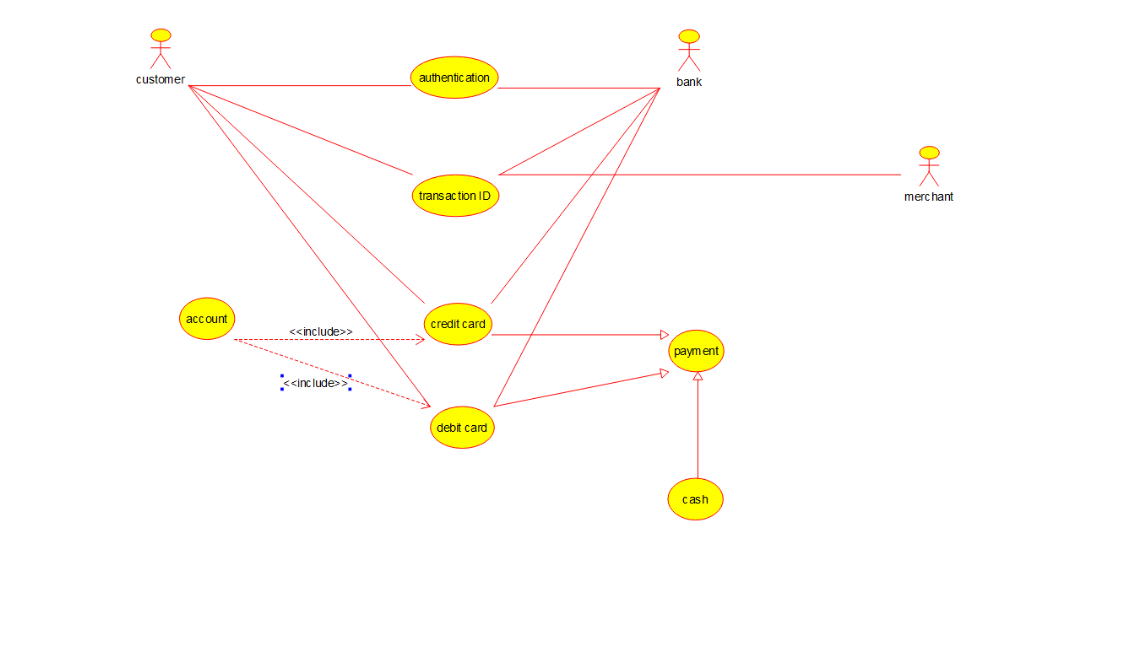 customer
bank
authentication
merchant
transaction ID
account
credit card
<<include>>
payment
<<include>>
debit card
cash